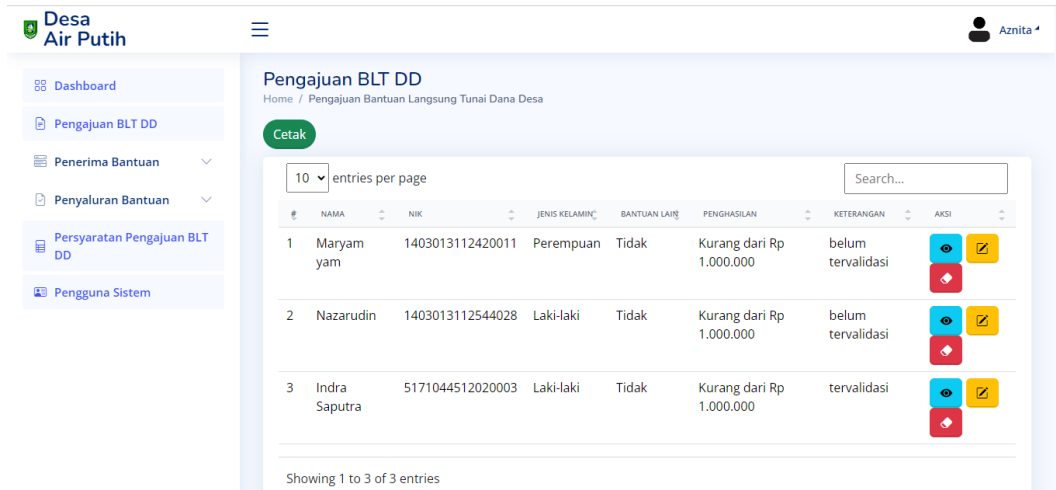 Desa
Air Putih
Aznita
Dashboard
Pengajuan BLT DD
Penerima Bantuan
Penyaluran Bantuan
Persyaratan Pengajuan BLT
DD
Pengguna Sistem
Pengajuan BLT DD
Home / Pengajuan Bantuan Langsung Tunai Dana Desa
Cetak
10 entries per page
Search...
# NAMA NIK JENIS KELAMIN BANTUAN LAIN PENGHASILAN KETERANGAN AKSI
1 Maryam 1403013112420011 Perempuan Tidak Kurang dari Rp belum
yam 1.000.000 tervalidasi
2 Nazarudin 1403013112544028 Laki-laki Tidak Kurang dari Rp belum
1.000.000 tervalidasi
3 Indra 5171044512020003 Laki-laki Tidak Kurang dari Rp tervalidasi
Saputra 1.000.000
Showing 1 to 3 of 3 entries